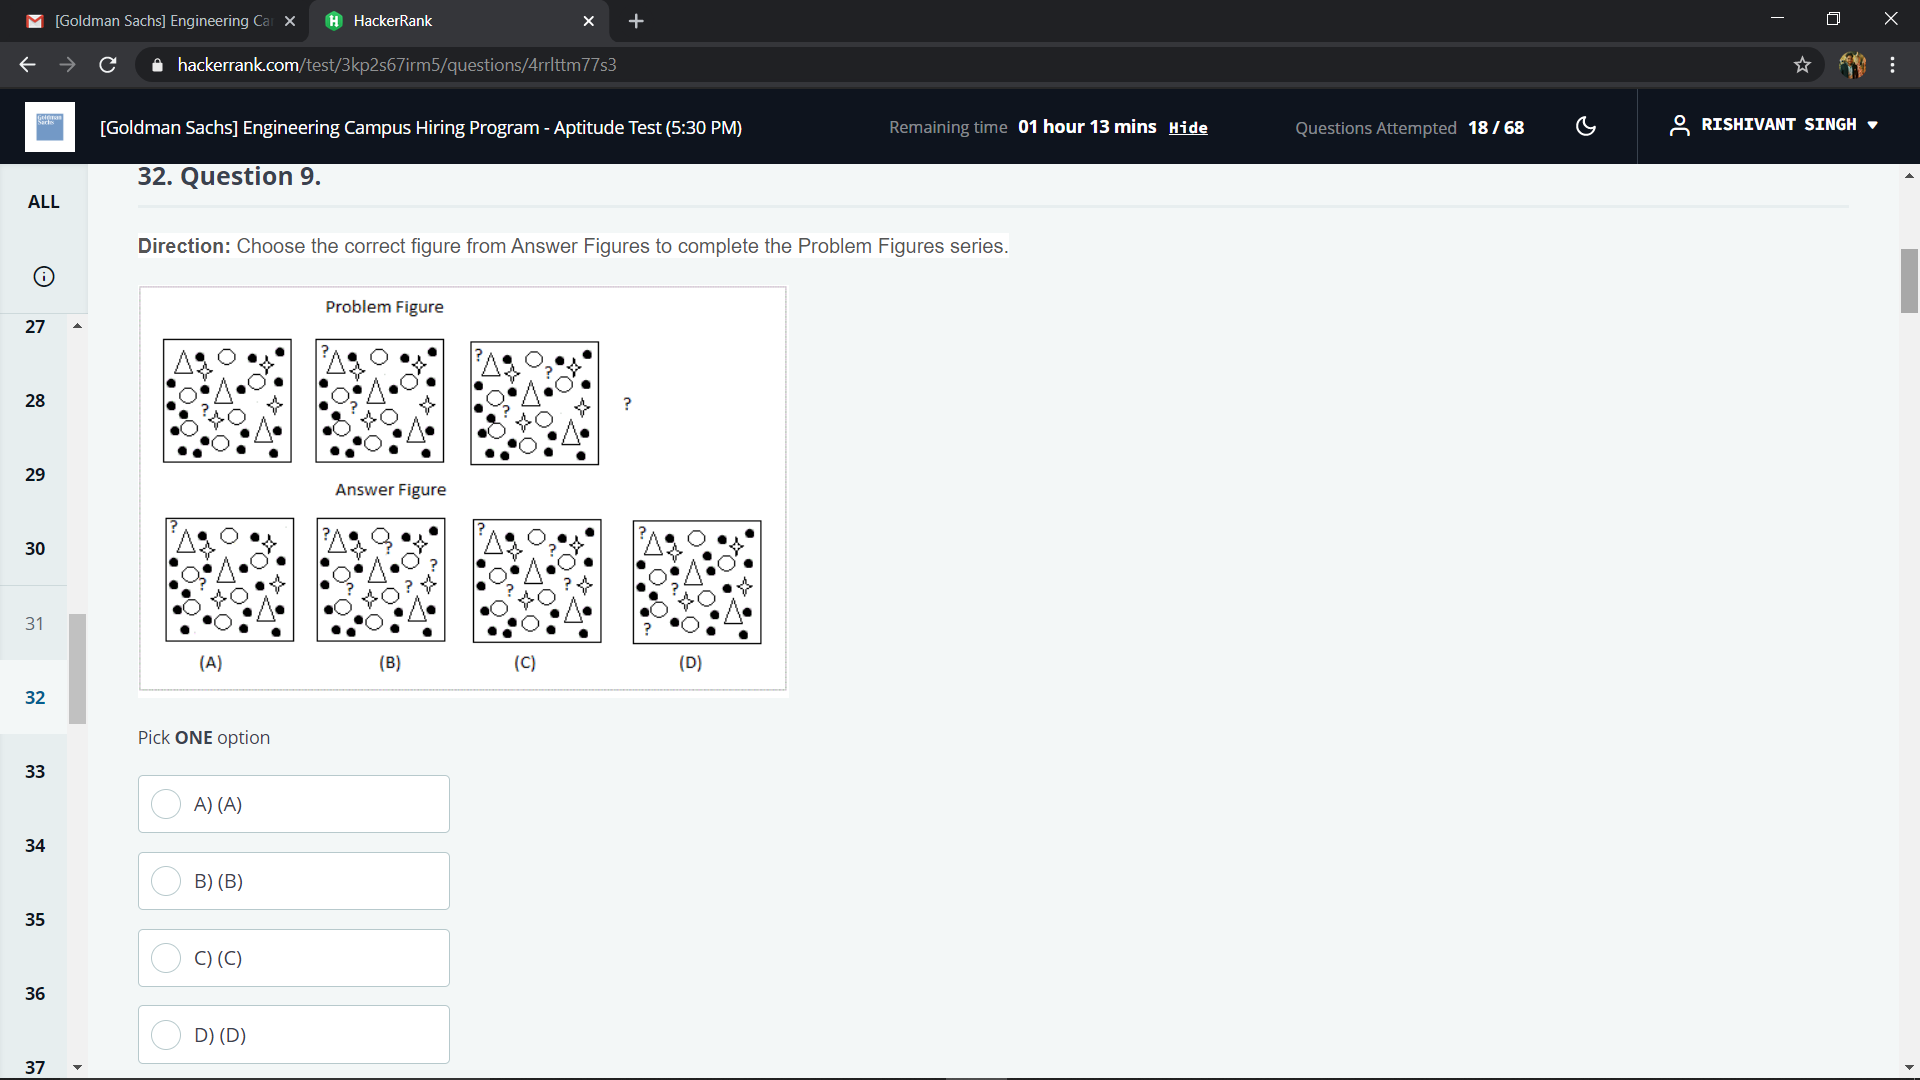 [Goldman Sachs] Engineering Ca
HackerRank
hackerrank.com/test/3kp2s67irm5/questions/4rrlttm77s3
Goldman
Sachs
[Goldman Sachs] Engineering Campus Hiring Program - Aptitude Test (5:30 PM)
Remaining time 01 hour 13 mins Hide
Questions Attempted 18 / 68
RISHIVANT SINGH
ALL
27
28
29
30
31
32
33
34
35
36
37
32. Question 9.
Direction: Choose the correct figure from Answer Figures to complete the Problem Figures series.
Problem Figure
?
? ?
? ? ?
?
Answer Figure
? ?
? ? ? ? ?
? ? ? ?
? ? ?
(A) (B) (C) (D)
Pick ONE option
A) (A)
B) (B)
C) (C)
D) (D)